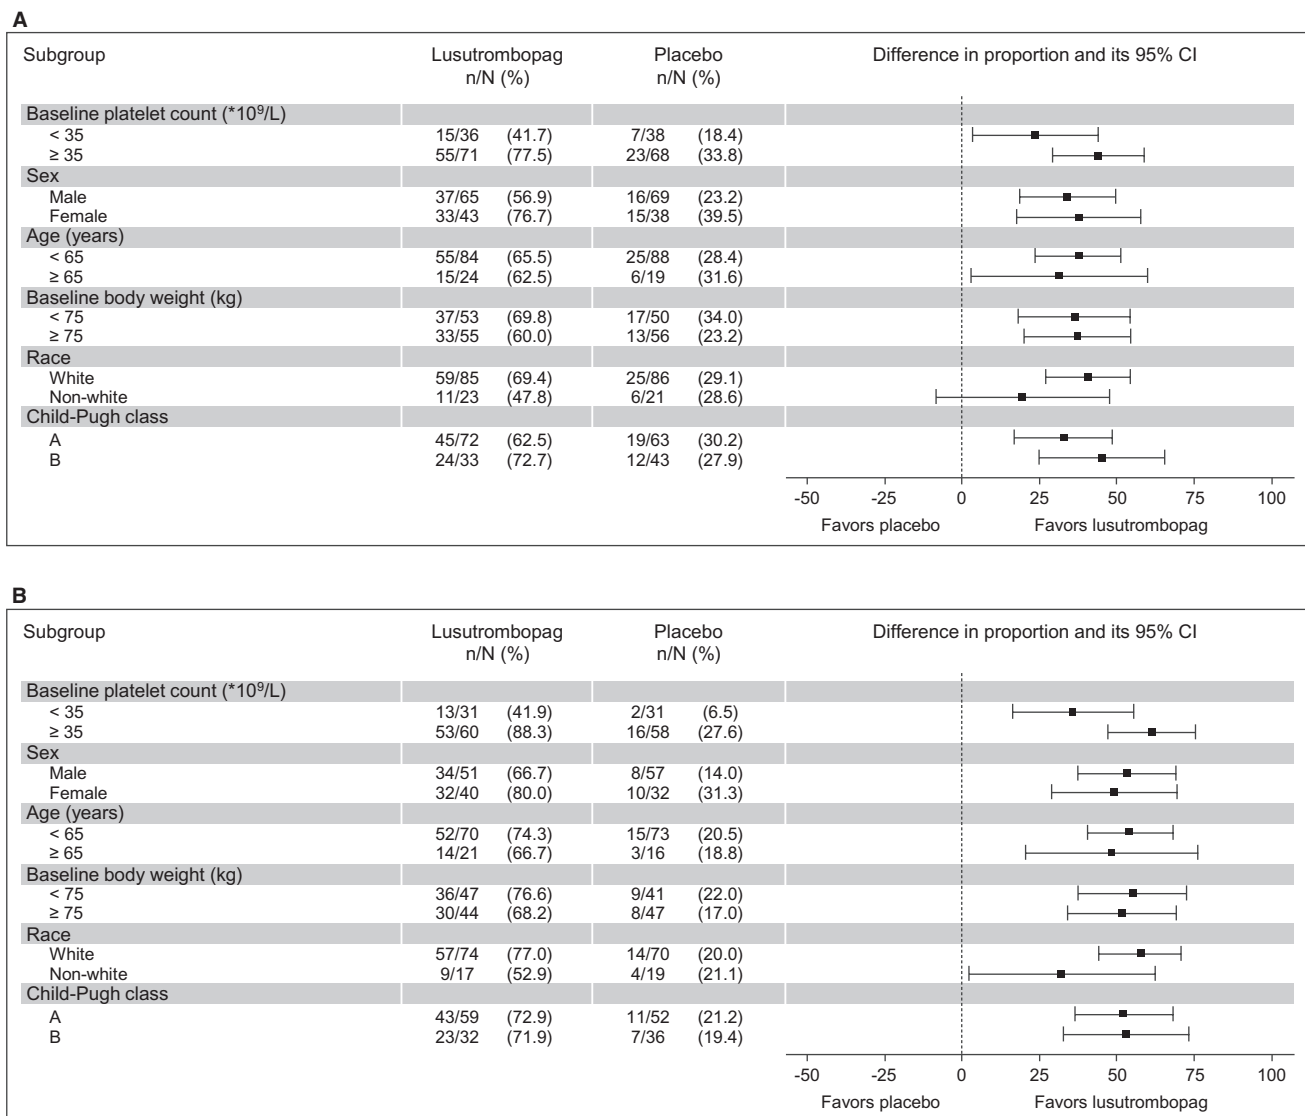 A
Subgroup Lusutrombopag Placebo Difference in proportion and its 95% CI
n/N (%) n/N (%)
Baseline platelet count (*10⁹/L)
< 35 15/36 (41.7) 7/38 (18.4)
≥ 35 55/71 (77.5) 23/68 (33.8)
Sex
Male 37/65 (56.9) 16/69 (23.2)
Female 33/43 (76.7) 15/38 (39.5)
Age (years)
< 65 55/84 (65.5) 25/88 (28.4)
≥ 65 15/24 (62.5) 6/19 (31.6)
Baseline body weight (kg)
< 75 37/53 (69.8) 17/50 (34.0)
≥ 75 33/55 (60.0) 13/56 (23.2)
Race
White 59/85 (69.4) 25/86 (29.1)
Non-white 11/23 (47.8) 6/21 (28.6)
Child-Pugh class
A 45/72 (62.5) 19/63 (30.2)
B 24/33 (72.7) 12/43 (27.9)
-50 -25 0 25 50 75 100
Favors placebo Favors lusutrombopag
B
Subgroup Lusutrombopag Placebo Difference in proportion and its 95% CI
n/N (%) n/N (%)
Baseline platelet count (*10⁹/L)
< 35 13/31 (41.9) 2/31 (6.5)
≥ 35 53/60 (88.3) 16/58 (27.6)
Sex
Male 34/51 (66.7) 8/57 (14.0)
Female 32/40 (80.0) 10/32 (31.3)
Age (years)
< 65 52/70 (74.3) 15/73 (20.5)
≥ 65 14/21 (66.7) 3/16 (18.8)
Baseline body weight (kg)
< 75 36/47 (76.6) 9/41 (22.0)
≥ 75 30/44 (68.2) 8/47 (17.0)
Race
White 57/74 (77.0) 14/70 (20.0)
Non-white 9/17 (52.9) 4/19 (21.1)
Child-Pugh class
A 43/59 (72.9) 11/52 (21.2)
B 23/32 (71.9) 7/36 (19.4)
-50 -25 0 25 50 75 100
Favors placebo Favors lusutrombopag